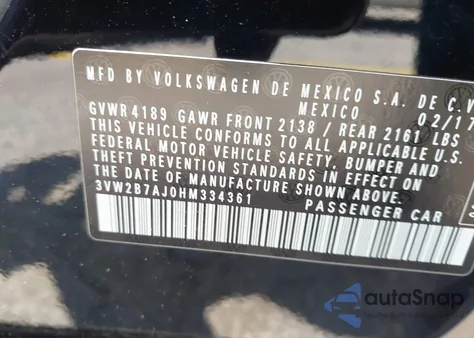 MFD BY VOLKSWAGEN DE MEXICO S.A. DE C.V
MEXICO 02/17
GVWR 4189 GAWR FRONT 2138 / REAR 2161 LBS
THIS VEHICLE CONFORMS TO ALL APPLICABLE U.S.
FEDERAL MOTOR VEHICLE SAFETY, BUMPER AND
THEFT PREVENTION STANDARDS IN EFFECT ON
THE DATE OF MANUFACTURE SHOWN ABOVE.
3VW2B7AJ0HM334361 PASSENGER CAR
autoSnap